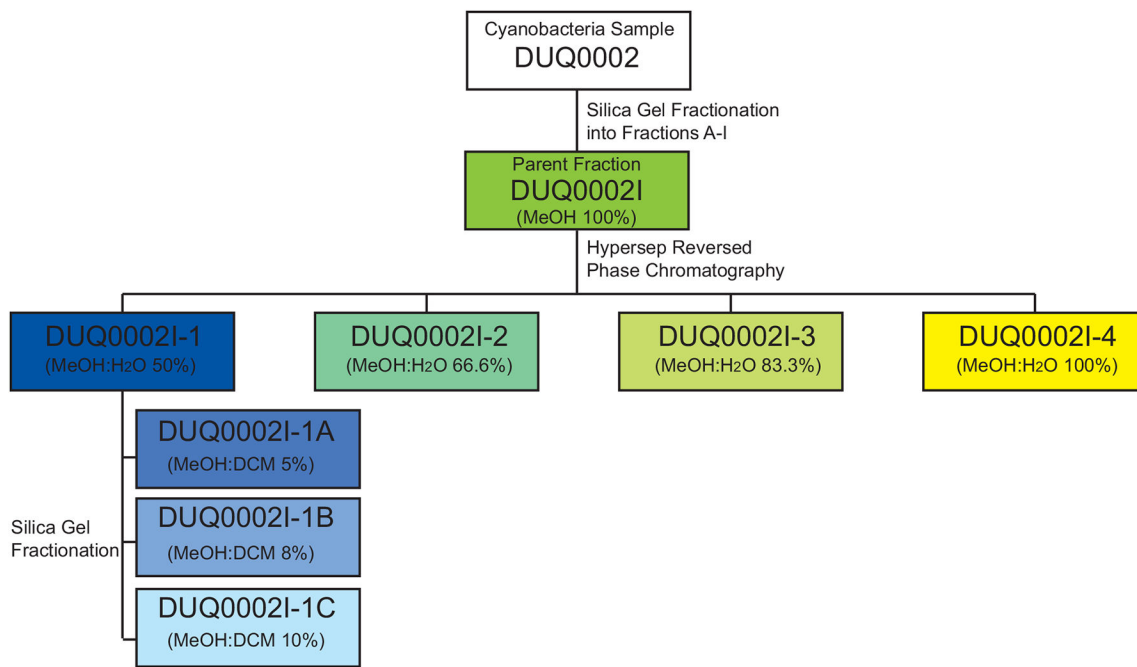 Cyanobacteria Sample
DUQ0002
Silica Gel Fractionation
into Fractions A-I
Parent Fraction
DUQ0002I
(MeOH 100%)
Hypersep Reversed
Phase Chromatography
DUQ0002I-1
(MeOH:H2O 50%)
DUQ0002I-2
(MeOH:H2O 66.6%)
DUQ0002I-3
(MeOH:H2O 83.3%)
DUQ0002I-4
(MeOH:H2O 100%)
DUQ0002I-1A
(MeOH:DCM 5%)
DUQ0002I-1B
(MeOH:DCM 8%)
Silica Gel
Fractionation
DUQ0002I-1C
(MeOH:DCM 10%)